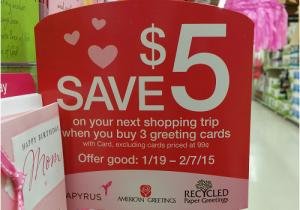 $5
SAVE
on your next shopping trip
when you buy 3 greeting cards
with Card, excluding cards priced at 99¢
Offer good: 1/19 – 2/7/15
APYRUS
AMERICAN GREETINGS
RECYCLED
Paper Greetings
HAPPY BIRTHDAY
Mom